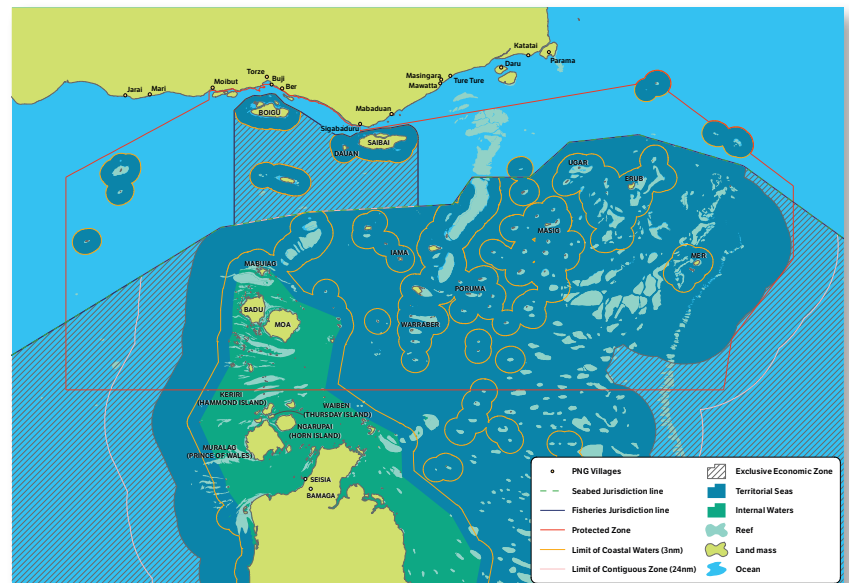 Katatai
Parama
Daru
Torze
Buji
Moibut
Ber
Masingara
Ture Ture
Mawatta
Jarai
Mari
Mabaduan
BOIGU
Sigabaduru
SAIBAI
DAUAN
UGAR
ERUB
MASIG
IAMA
MER
MABUIAG
PORUMA
BADU
MOA
WARRABER
KERIRI
(HAMMOND ISLAND)
WAIBEN
(THURSDAY ISLAND)
NGARUPAI
(HORN ISLAND)
MURALAG
(PRINCE OF WALES)
SEISIA
BAMAGA
PNG Villages
Seabed Jurisdiction line
Fisheries Jurisdiction line
Protected Zone
Limit of Coastal Waters (3nm)
Limit of Contiguous Zone (24nm)
Exclusive Economic Zone
Territorial Seas
Internal Waters
Reef
Land mass
Ocean